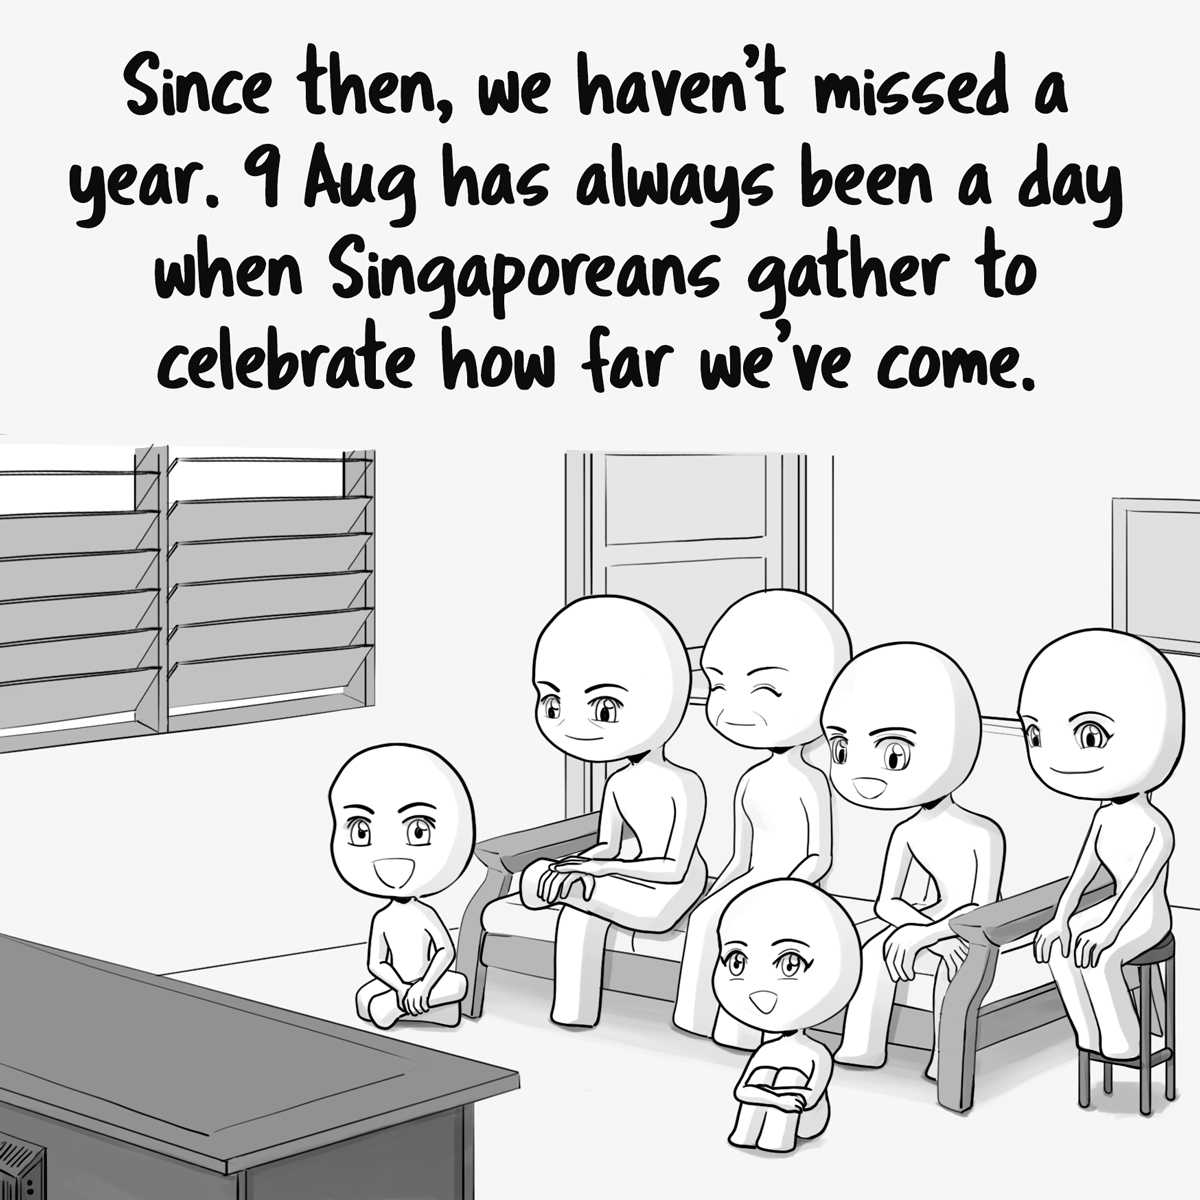 Since then, we haven't missed a
year. 9 Aug has always been a day
when Singaporeans gather to
celebrate how far we've come.